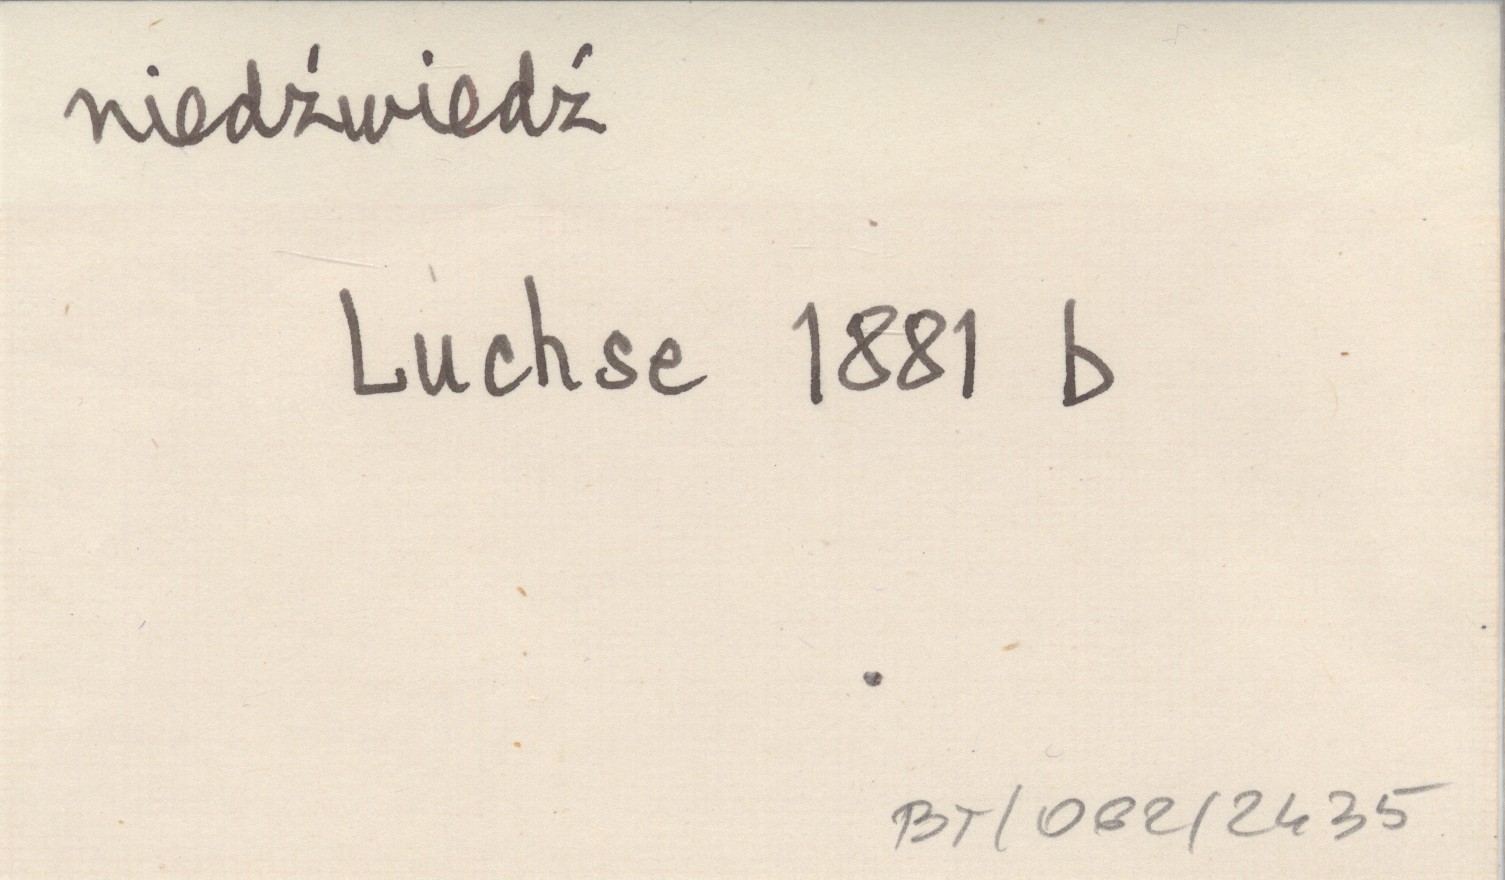 niedźwiedź
Luchse 1881 b
BT/082/2435